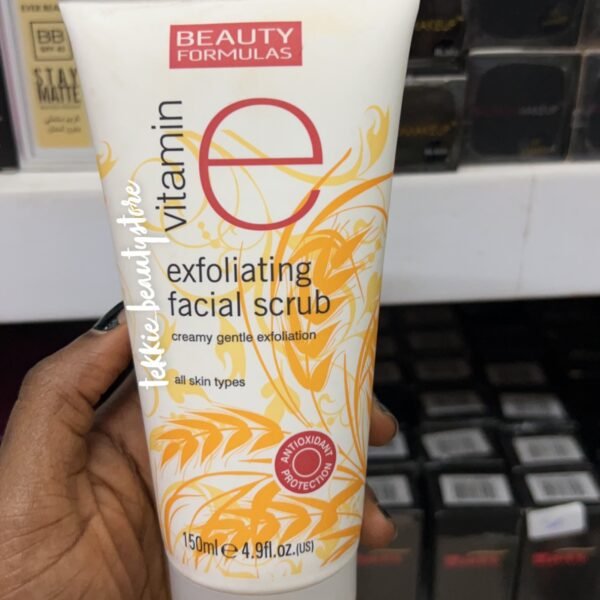 BEAUTY
FORMULAS
vitamin
e
exfoliating
facial scrub
creamy gentle exfoliation
all skin types
ANTIOXIDANT
PROTECTION
150ml e 4.9fl.oz.(US)
tekkie_beautystore
BB
STAY
MATTE